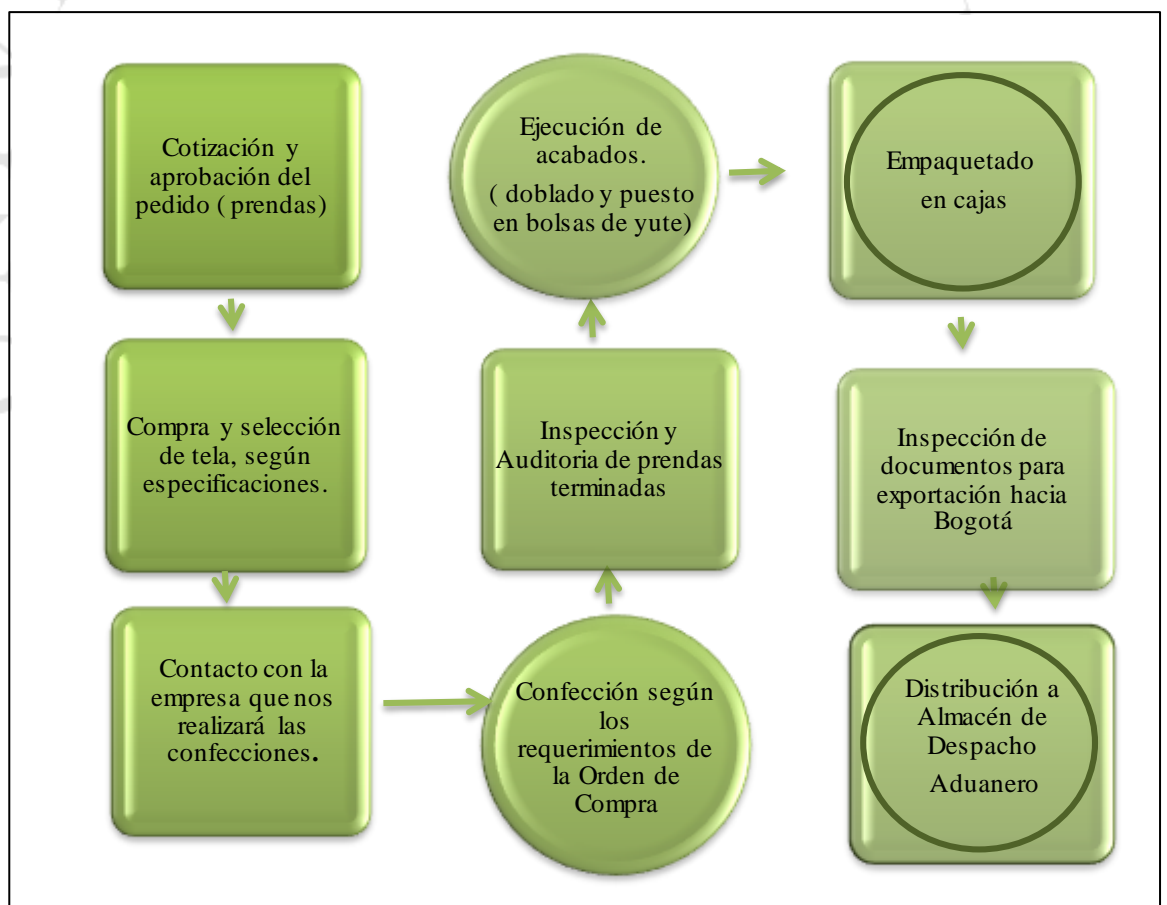 Cotización y
aprobación del
pedido ( prendas)
Compra y selección
de tela, según
especificaciones.
Contacto con la
empresa que nos
realizará las
confecciones.
Confección según
los
requerimientos de
la Orden de
Compra
Inspección y
Auditoria de prendas
terminadas
Ejecución de
acabados.
( doblado y puesto
en bolsas de yute)
Empaquetado
en cajas
Inspección de
documentos para
exportación hacia
Bogotá
Distribución a
Almacén de
Despacho
Aduanero